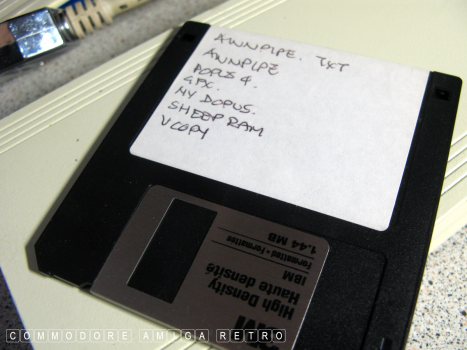 AWNPIPE. TXT
AWNPIPE
DOPUS 4.
GFX.
MY DOPUS.
SHEEP RAM
VCOPY
1.44 MB
Formatted • Formattée
IBM
Haute densité
High Density
COMMODORE AMIGA RETRO